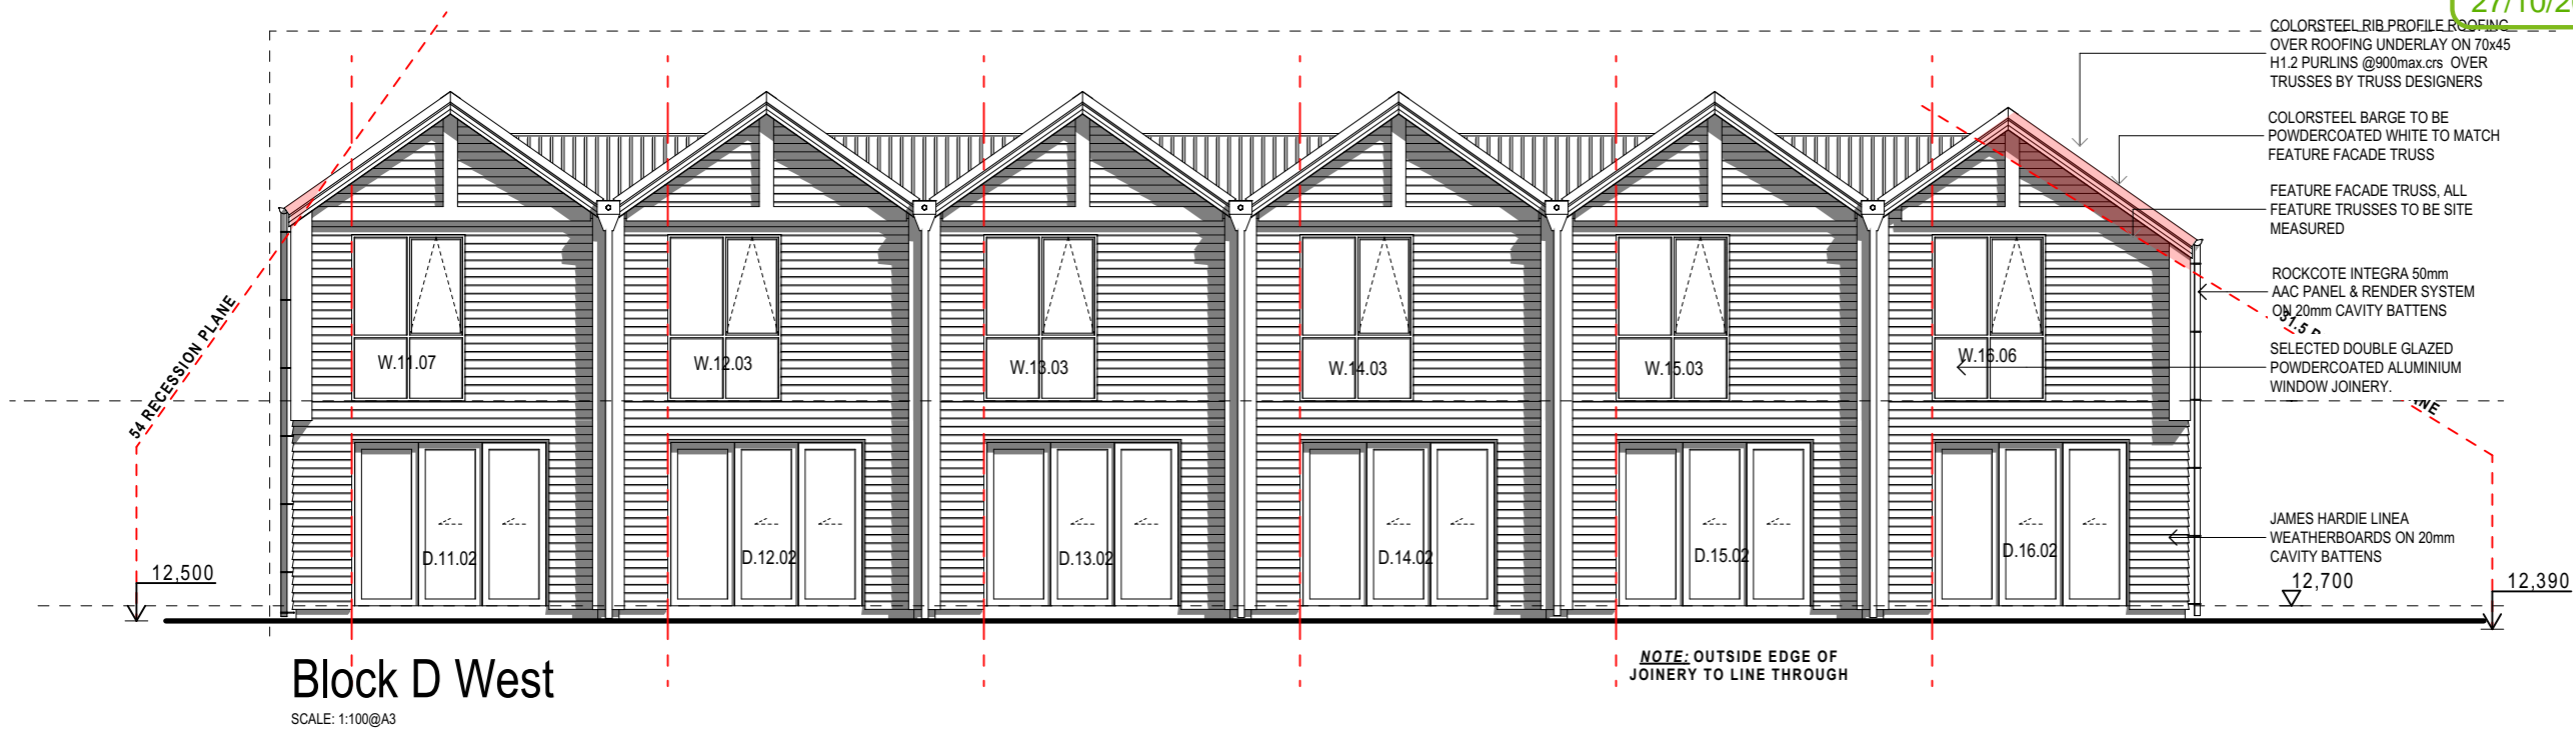 27/10/20
COLORSTEEL RIB PROFILE ROOFING
OVER ROOFING UNDERLAY ON 70x45
H1.2 PURLINS @900max.crs OVER
TRUSSES BY TRUSS DESIGNERS
COLORSTEEL BARGE TO BE
POWDERCOATED WHITE TO MATCH
FEATURE FACADE TRUSS
FEATURE FACADE TRUSS, ALL
FEATURE TRUSSES TO BE SITE
MEASURED
ROCKCOTE INTEGRA 50mm
AAC PANEL & RENDER SYSTEM
ON 20mm CAVITY BATTENS
31.5
SELECTED DOUBLE GLAZED
POWDERCOATED ALUMINIUM
WINDOW JOINERY.
54 RECESSION PLANE
W.11.07
W.12.03
W.13.03
W.14.03
W.15.03
W.16.06
D.11.02
D.12.02
D.13.02
D.14.02
D.15.02
D.16.02
JAMES HARDIE LINEA
WEATHERBOARDS ON 20mm
CAVITY BATTENS
12,500
12,700
12,390
NOTE: OUTSIDE EDGE OF
JOINERY TO LINE THROUGH
Block D West
SCALE: 1:100@A3